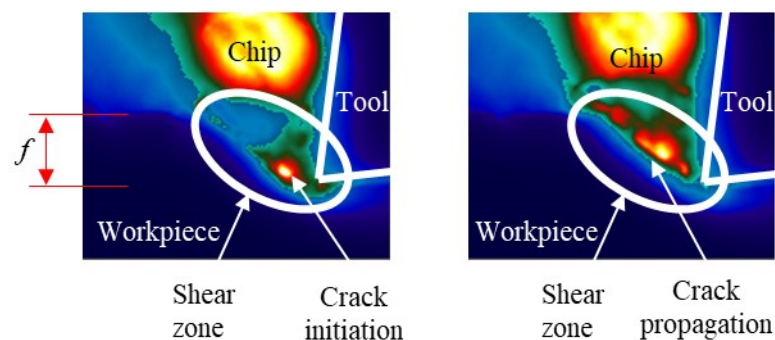 Chip
Tool
f
Workpiece
Shear
zone
Crack
initiation
Chip
Tool
Workpiece
Shear
zone
Crack
propagation